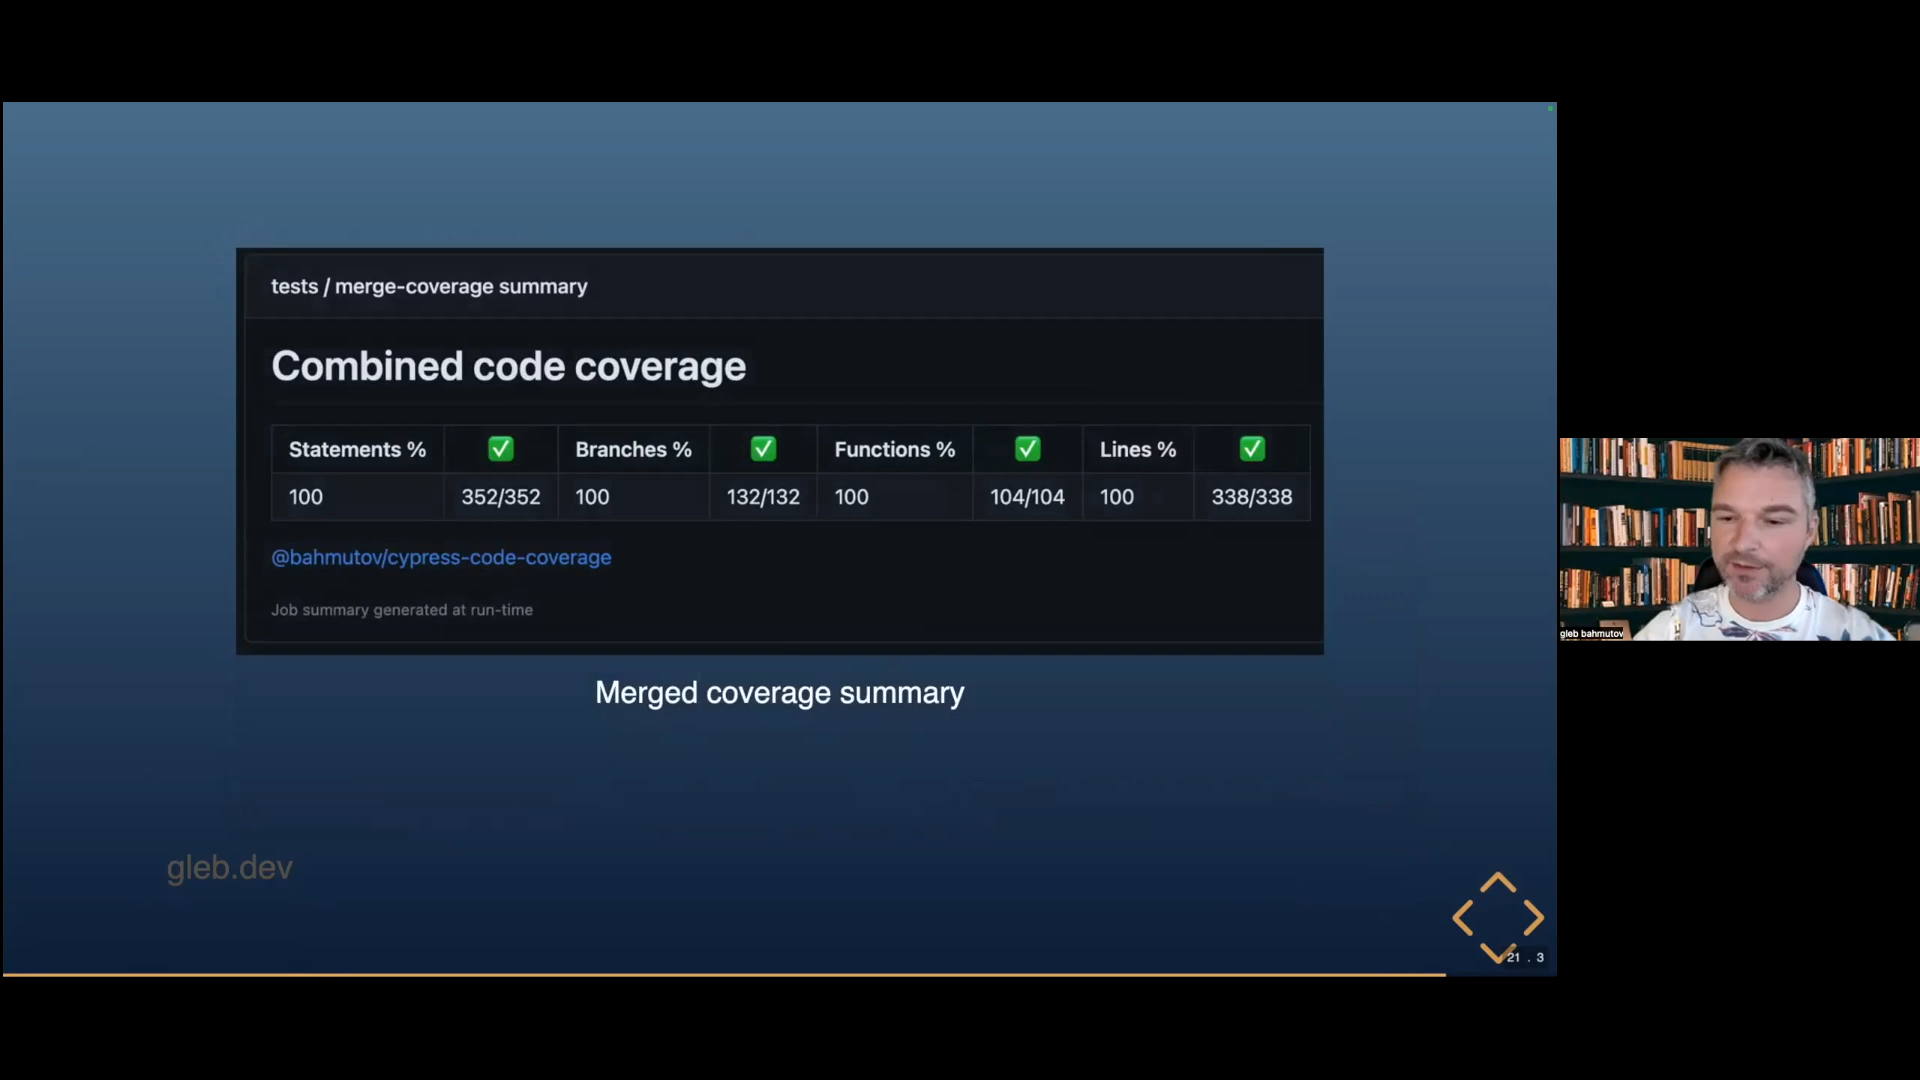 tests / merge-coverage summary
Combined code coverage
Statements % ✅ Branches % ✅ Functions % ✅ Lines % ✅
100 352/352 100 132/132 100 104/104 100 338/338
@bahmutov/cypress-code-coverage
Job summary generated at run-time
Merged coverage summary
gleb bahmutov
gleb.dev
21 . 3